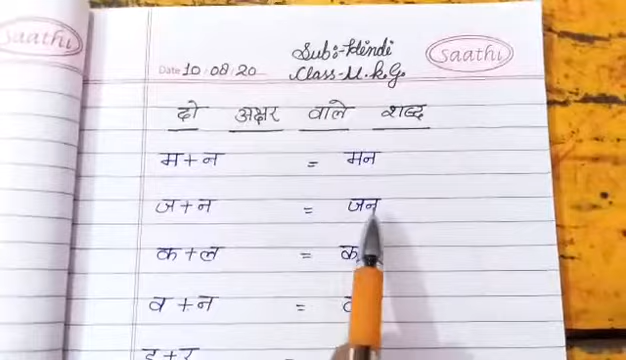 saathi
Sub:- Hindi
saathi
Date 10/08/20
Class - U.K.G.
दो अक्षर वाले शब्द
म + न = मन
ज + न = जन
क + ल =
व + न =